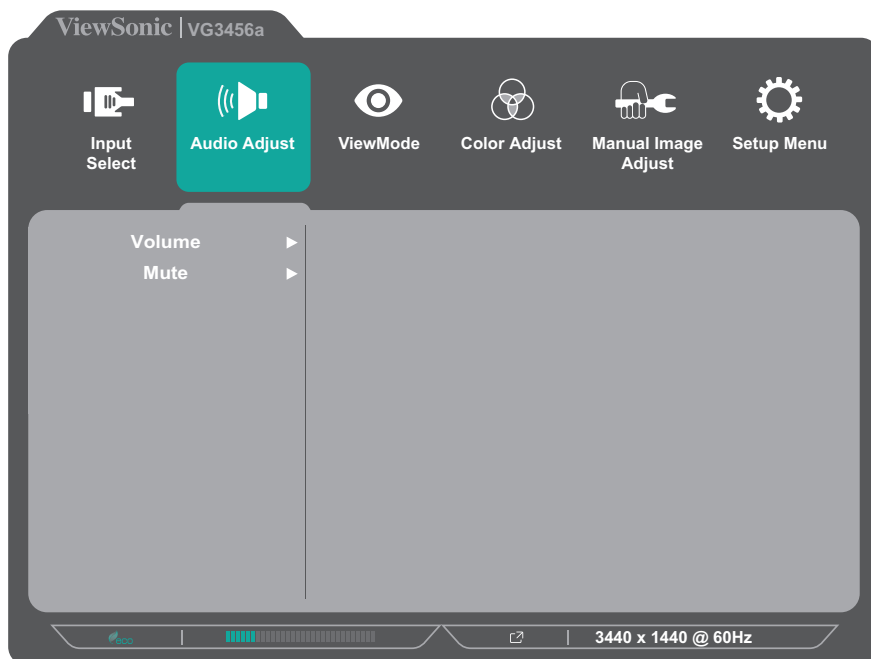 ViewSonic | VG3456a
Input
Select
Audio Adjust
ViewMode
Color Adjust
Manual Image
Adjust
Setup Menu
Volume
Mute
eco
3440 x 1440 @ 60Hz